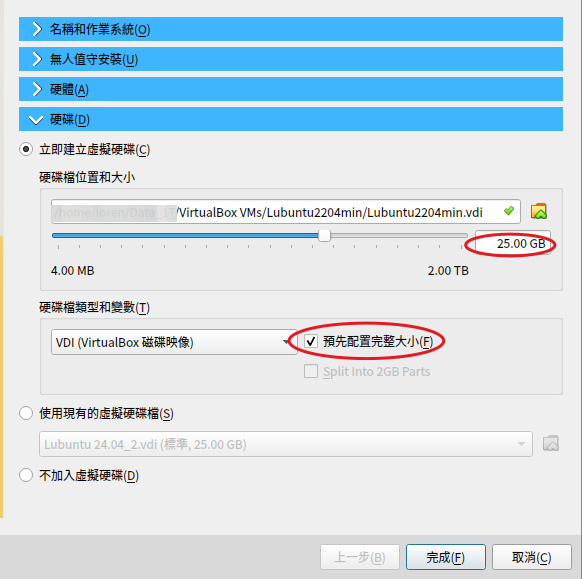 名稱和作業系統(O)
無人值守安裝(U)
硬體(A)
硬碟(D)
立即建立虛擬硬碟(C)
硬碟檔位置和大小
/VirtualBox VMs/Lubuntu2204min/Lubuntu2204min.vdi
25.00 GB
4.00 MB 2.00 TB
硬碟檔類型和變數(T)
VDI (VirtualBox 磁碟映像) 預先配置完整大小(F)
Split Into 2GB Parts
使用現有的虛擬硬碟檔(S)
Lubuntu 24.04_2.vdi (標準, 25.00 GB)
不加入虛擬硬碟(D)
上一步(B) 完成(F) 取消(C)